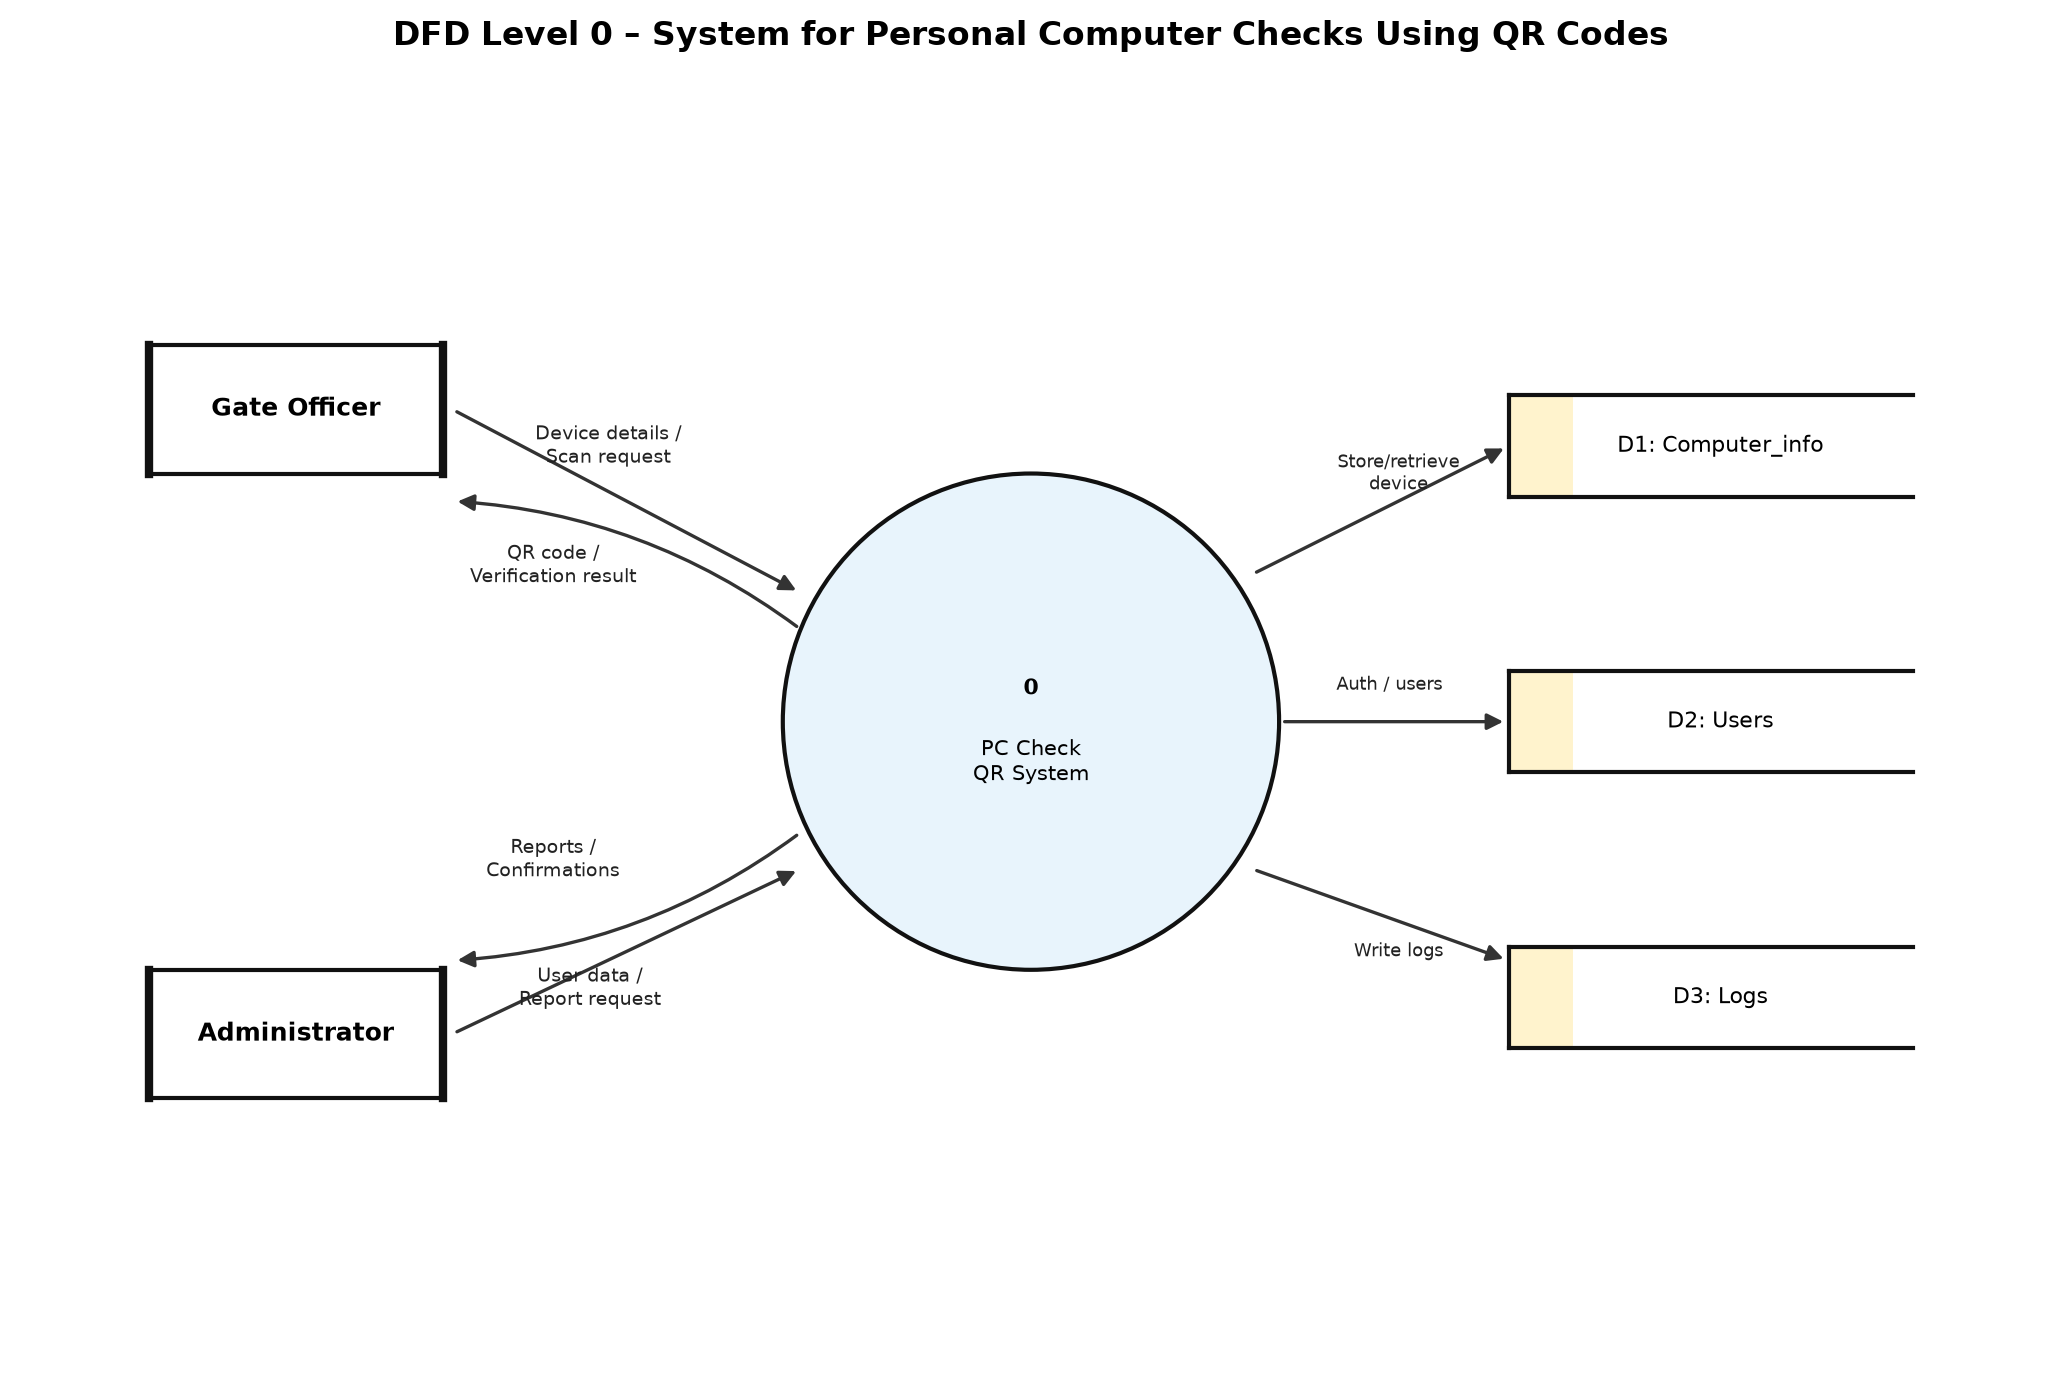 DFD Level 0 – System for Personal Computer Checks Using QR Codes
Gate Officer
Device details /
Scan request
QR code /
Verification result
Reports /
Confirmations
User data /
Report request
Administrator
0
PC Check
QR System
Store/retrieve
device
Auth / users
Write logs
D1: Computer_info
D2: Users
D3: Logs